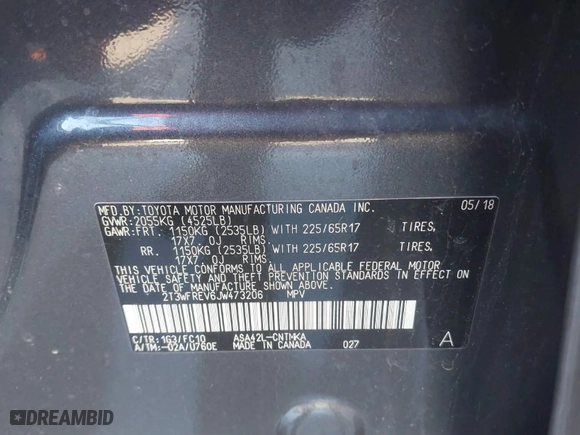 MFD.BY:TOYOTA MOTOR MANUFACTURING CANADA INC. 05/18
GVWR:2055KG (4525LB)
GAWR:FRT. 1150KG (2535LB) WITH 225/65R17 TIRES,
17X7.0J RIMS
RR. 1150KG (2535LB) WITH 225/65R17 TIRES,
17X7.0J RIMS
THIS VEHICLE CONFORMS TO ALL APPLICABLE FEDERAL MOTOR
VEHICLE SAFETY AND THEFT PREVENTION STANDARDS IN EFFECT ON
THE DATE OF MANUFACTURE SHOWN ABOVE.
2T3WFREV6JW473206 MPV
C/TR:1G3/FC10 ASA42L-CNTMKA A
A/TM:-02A/U760E MADE IN CANADA 027
DREAMBID